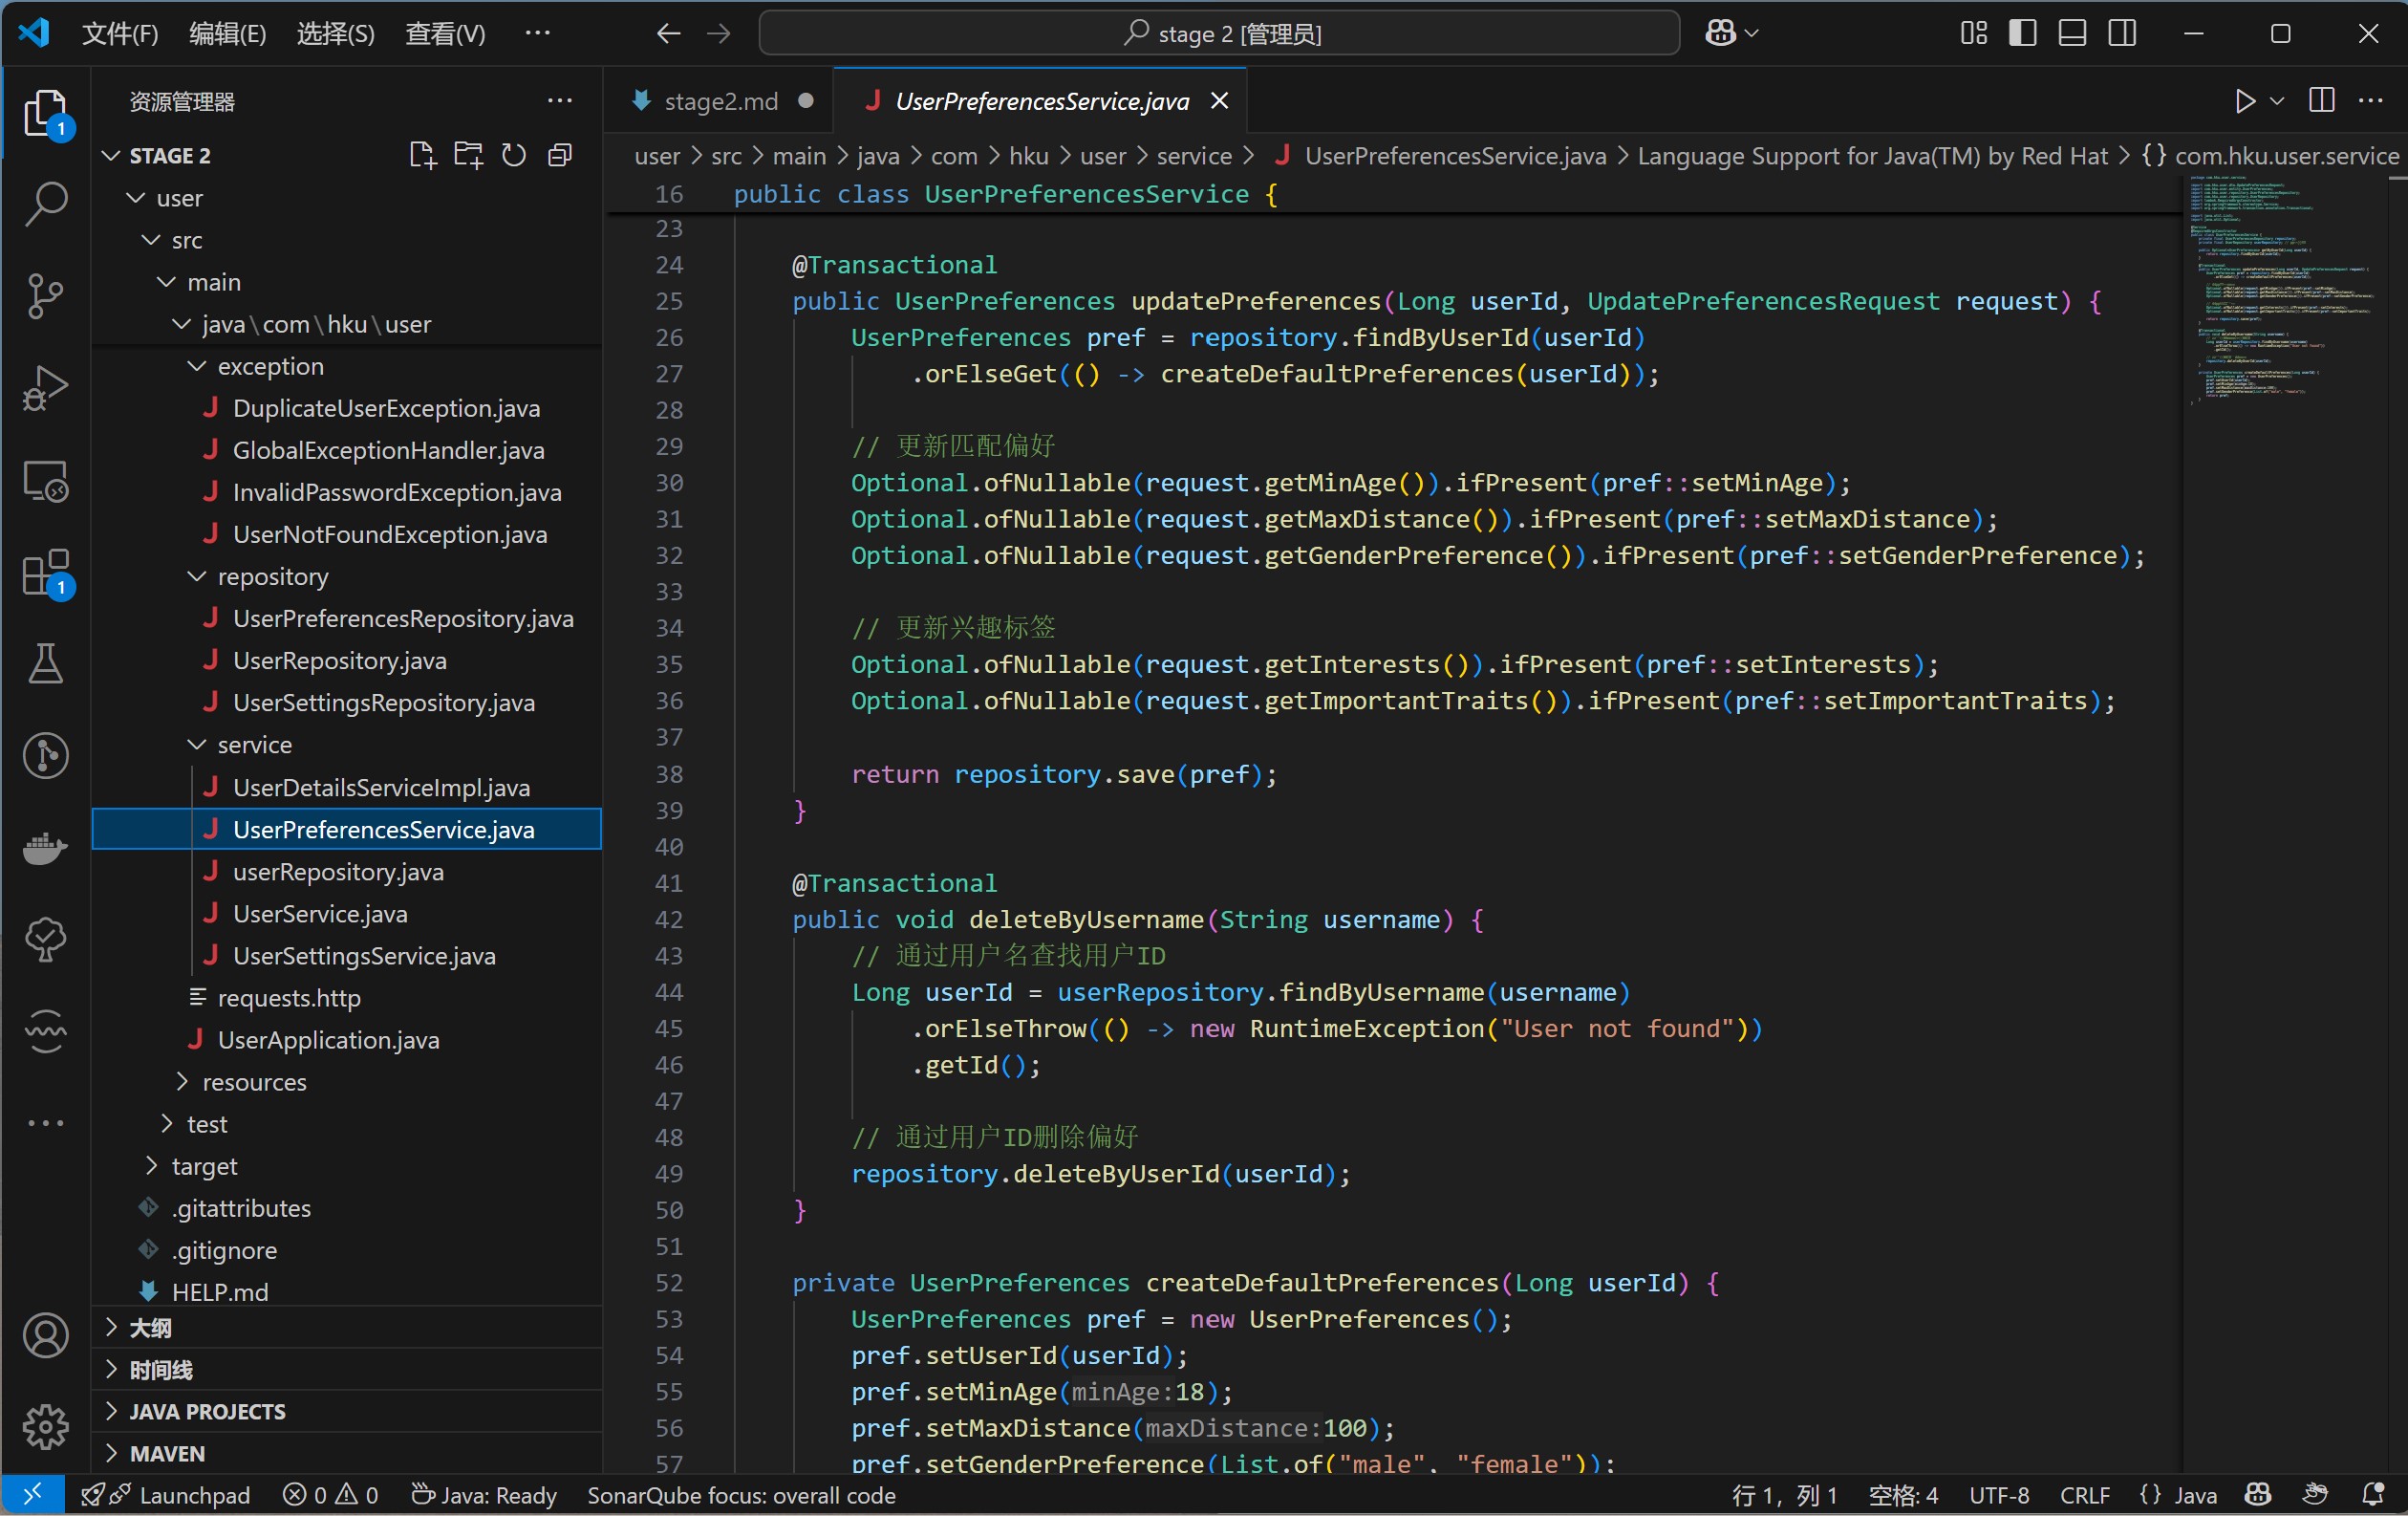 文件(F) 编辑(E) 选择(S) 查看(V) ··· stage 2 [管理员]
资源管理器
1
STAGE 2
user
src
main
java\com\hku\user
exception
DuplicateUserException.java
GlobalExceptionHandler.java
InvalidPasswordException.java
UserNotFoundException.java
repository
1
UserPreferencesRepository.java
UserRepository.java
UserSettingsRepository.java
service
UserDetailsServiceImpl.java
UserPreferencesService.java
userRepository.java
UserService.java
UserSettingsService.java
requests.http
UserApplication.java
resources
test
target
.gitattributes
.gitignore
HELP.md
大纲
时间线
JAVA PROJECTS
MAVEN
stage2.md UserPreferencesService.java
user > src > main > java > com > hku > user > service > UserPreferencesService.java > Language Support for Java(TM) by Red Hat > {} com.hku.user.service
16 public class UserPreferencesService {
23
24 @Transactional
25 public UserPreferences updatePreferences(Long userId, UpdatePreferencesRequest request) {
26 UserPreferences pref = repository.findByUserId(userId)
27 .orElseGet(() -> createDefaultPreferences(userId));
28
29 // 更新匹配偏好
30 Optional.ofNullable(request.getMinAge()).ifPresent(pref::setMinAge);
31 Optional.ofNullable(request.getMaxDistance()).ifPresent(pref::setMaxDistance);
32 Optional.ofNullable(request.getGenderPreference()).ifPresent(pref::setGenderPreference);
33
34 // 更新兴趣标签
35 Optional.ofNullable(request.getInterests()).ifPresent(pref::setInterests);
36 Optional.ofNullable(request.getImportantTraits()).ifPresent(pref::setImportantTraits);
37
38 return repository.save(pref);
39 }
40
41 @Transactional
42 public void deleteByUsername(String username) {
43 // 通过用户名查找用户ID
44 Long userId = userRepository.findByUsername(username)
45 .orElseThrow(() -> new RuntimeException("User not found"))
46 .getId();
47
48 // 通过用户ID删除偏好
49 repository.deleteByUserId(userId);
50 }
51
52 private UserPreferences createDefaultPreferences(Long userId) {
53 UserPreferences pref = new UserPreferences();
54 pref.setUserId(userId);
55 pref.setMinAge(minAge:18);
56 pref.setMaxDistance(maxDistance:100);
57 pref.setGenderPreference(List.of("male", "female"));
Launchpad 0 0 Java: Ready SonarQube focus: overall code 行 1，列 1 空格: 4 UTF-8 CRLF {} Java